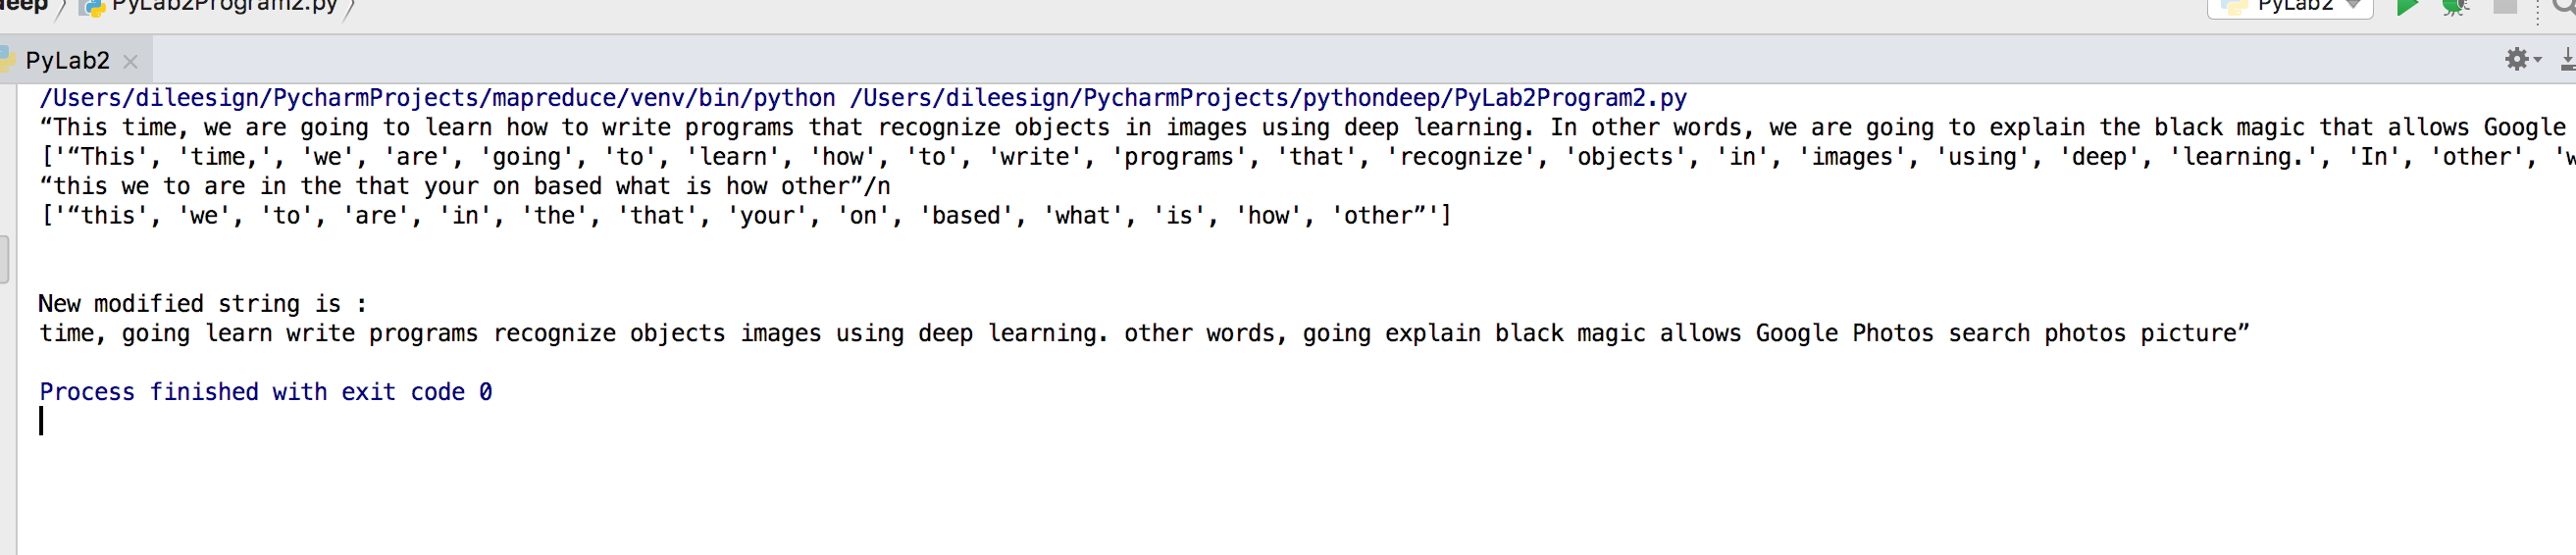 deep PyLab2Program2.py PyLab2
PyLab2
/Users/dileesign/PycharmProjects/mapreduce/venv/bin/python /Users/dileesign/PycharmProjects/pythondeep/PyLab2Program2.py
“This time, we are going to learn how to write programs that recognize objects in images using deep learning. In other words, we are going to explain the black magic that allows Google
['“This', 'time,', 'we', 'are', 'going', 'to', 'learn', 'how', 'to', 'write', 'programs', 'that', 'recognize', 'objects', 'in', 'images', 'using', 'deep', 'learning.', 'In', 'other', 'w
“this we to are in the that your on based what is how other”/n
['“this', 'we', 'to', 'are', 'in', 'the', 'that', 'your', 'on', 'based', 'what', 'is', 'how', 'other”']
New modified string is :
time, going learn write programs recognize objects images using deep learning. other words, going explain black magic allows Google Photos search photos picture”
Process finished with exit code 0